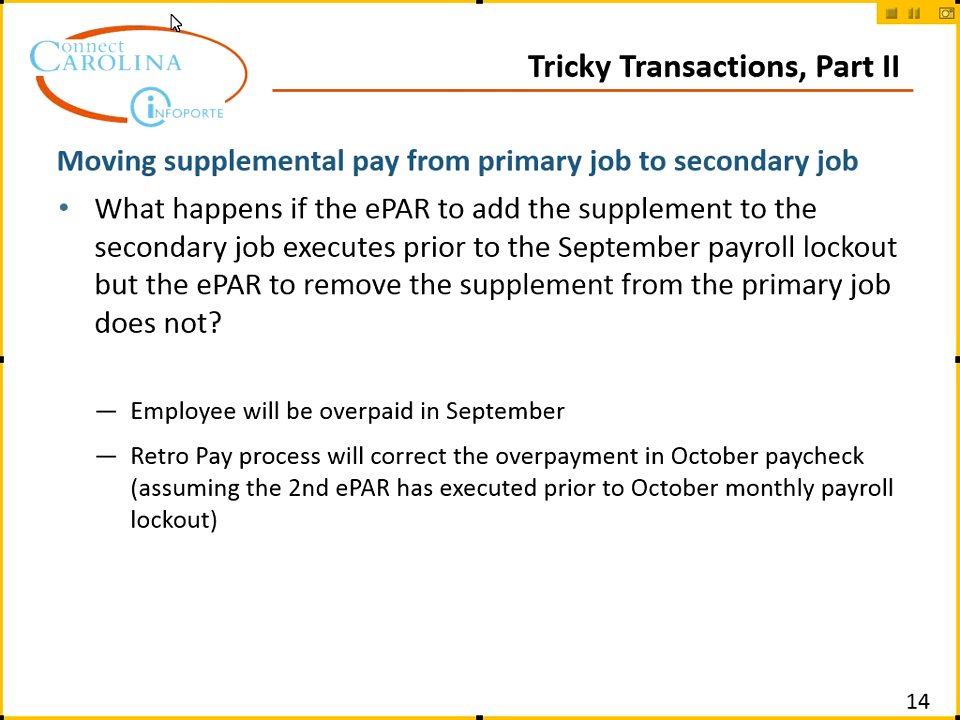 Connect
CAROLINA
INFOPORTE
Tricky Transactions, Part II
Moving supplemental pay from primary job to secondary job
• What happens if the ePAR to add the supplement to the
secondary job executes prior to the September payroll lockout
but the ePAR to remove the supplement from the primary job
does not?
— Employee will be overpaid in September
— Retro Pay process will correct the overpayment in October paycheck
(assuming the 2nd ePAR has executed prior to October monthly payroll
lockout)
14